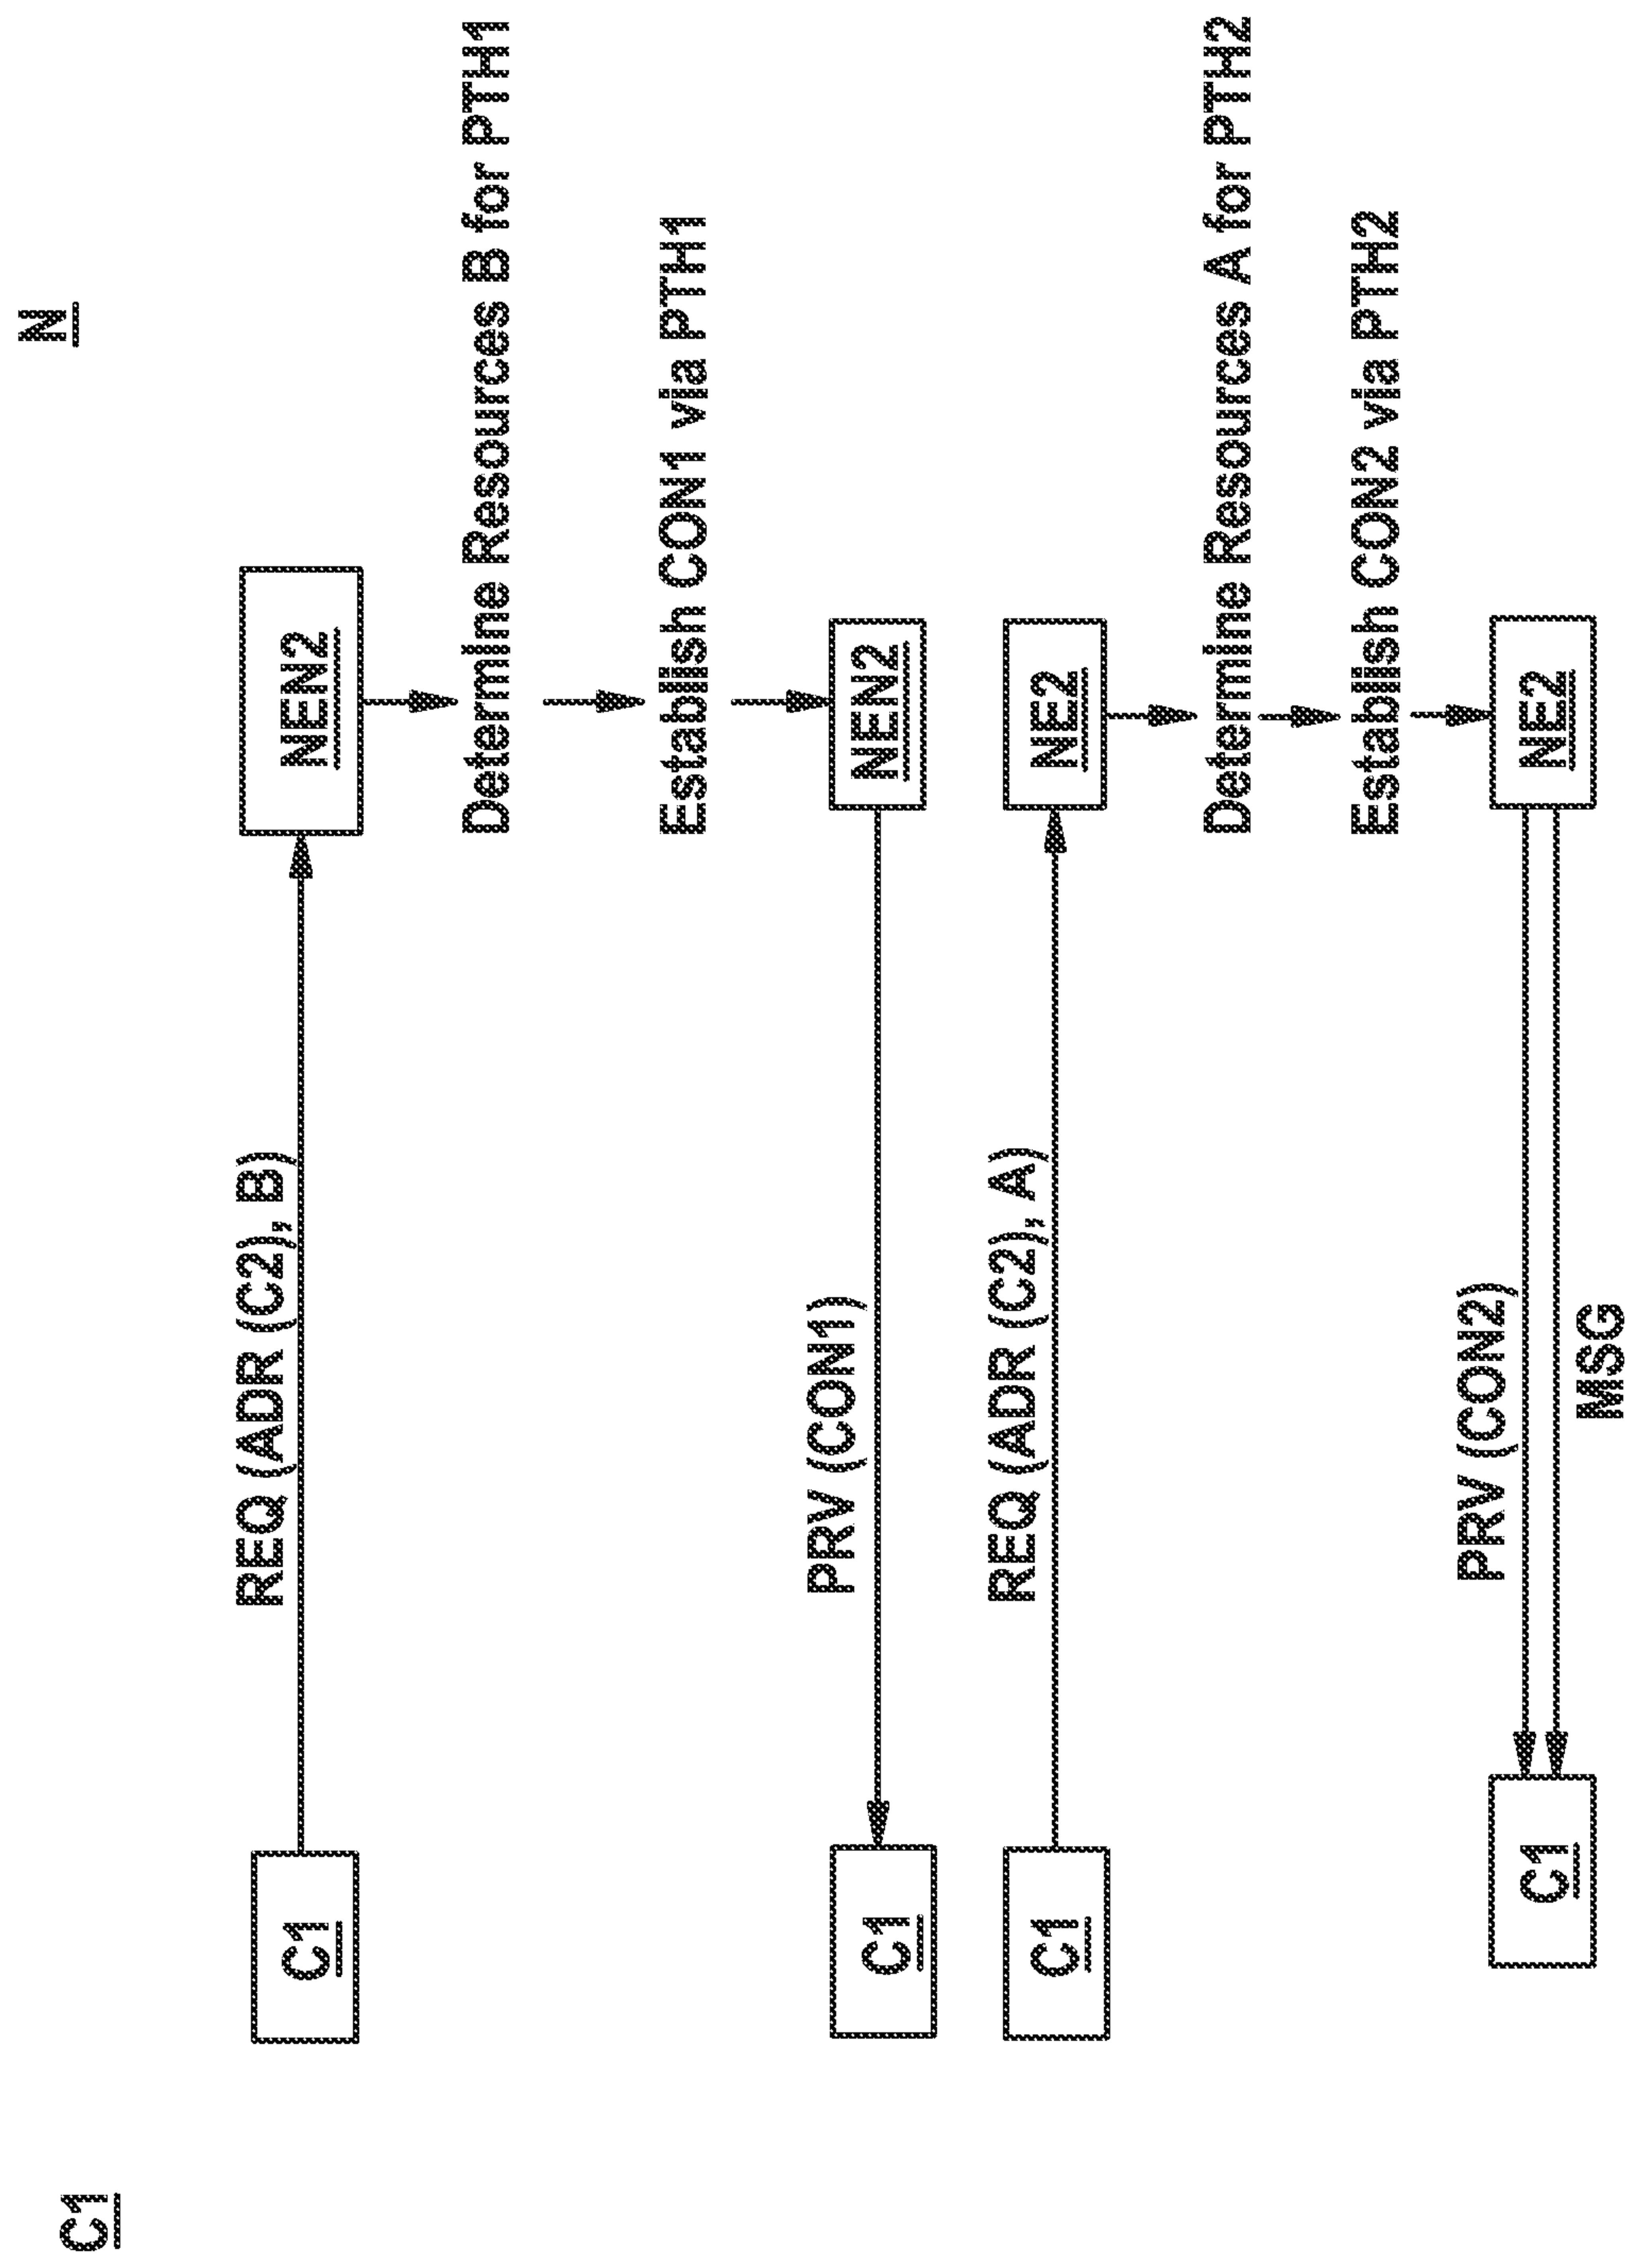 C1
N
C1
REQ (ADR (C2), B)
NEN2
Determine Resources B for PTH1
Establish CON1 via PTH1
C1
PRV (CON1)
NEN2
C1
REQ (ADR (C2), A)
NE2
Determine Resources A for PTH2
Establish CON2 via PTH2
C1
PRV (CON2)
NE2
MSG